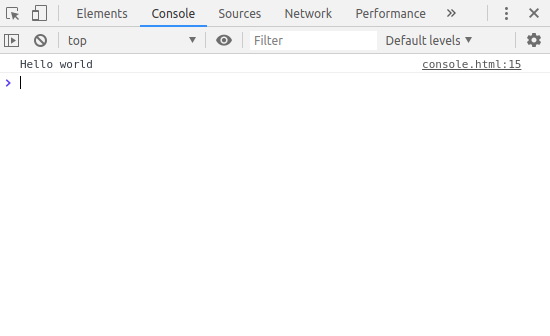 Elements Console Sources Network Performance »
top Filter Default levels
Hello world console.html:15
>